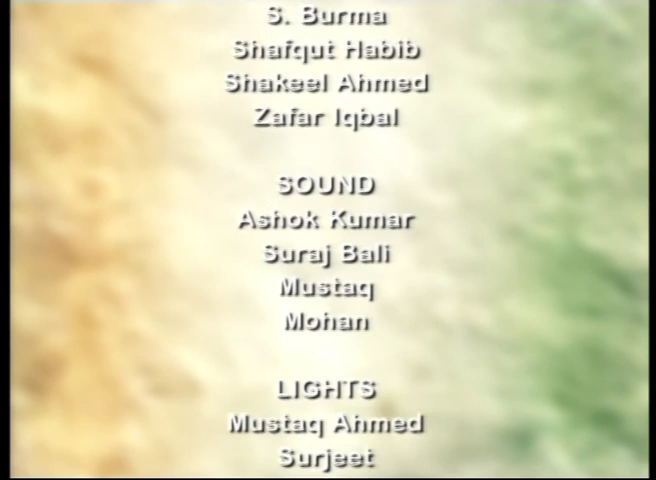 S. Burma
Shafqut Habib
Shakeel Ahmed
Zafar Iqbal
SOUND
Ashok Kumar
Suraj Bali
Mustaq
Mohan
LIGHTS
Mustaq Ahmed
Surjeet